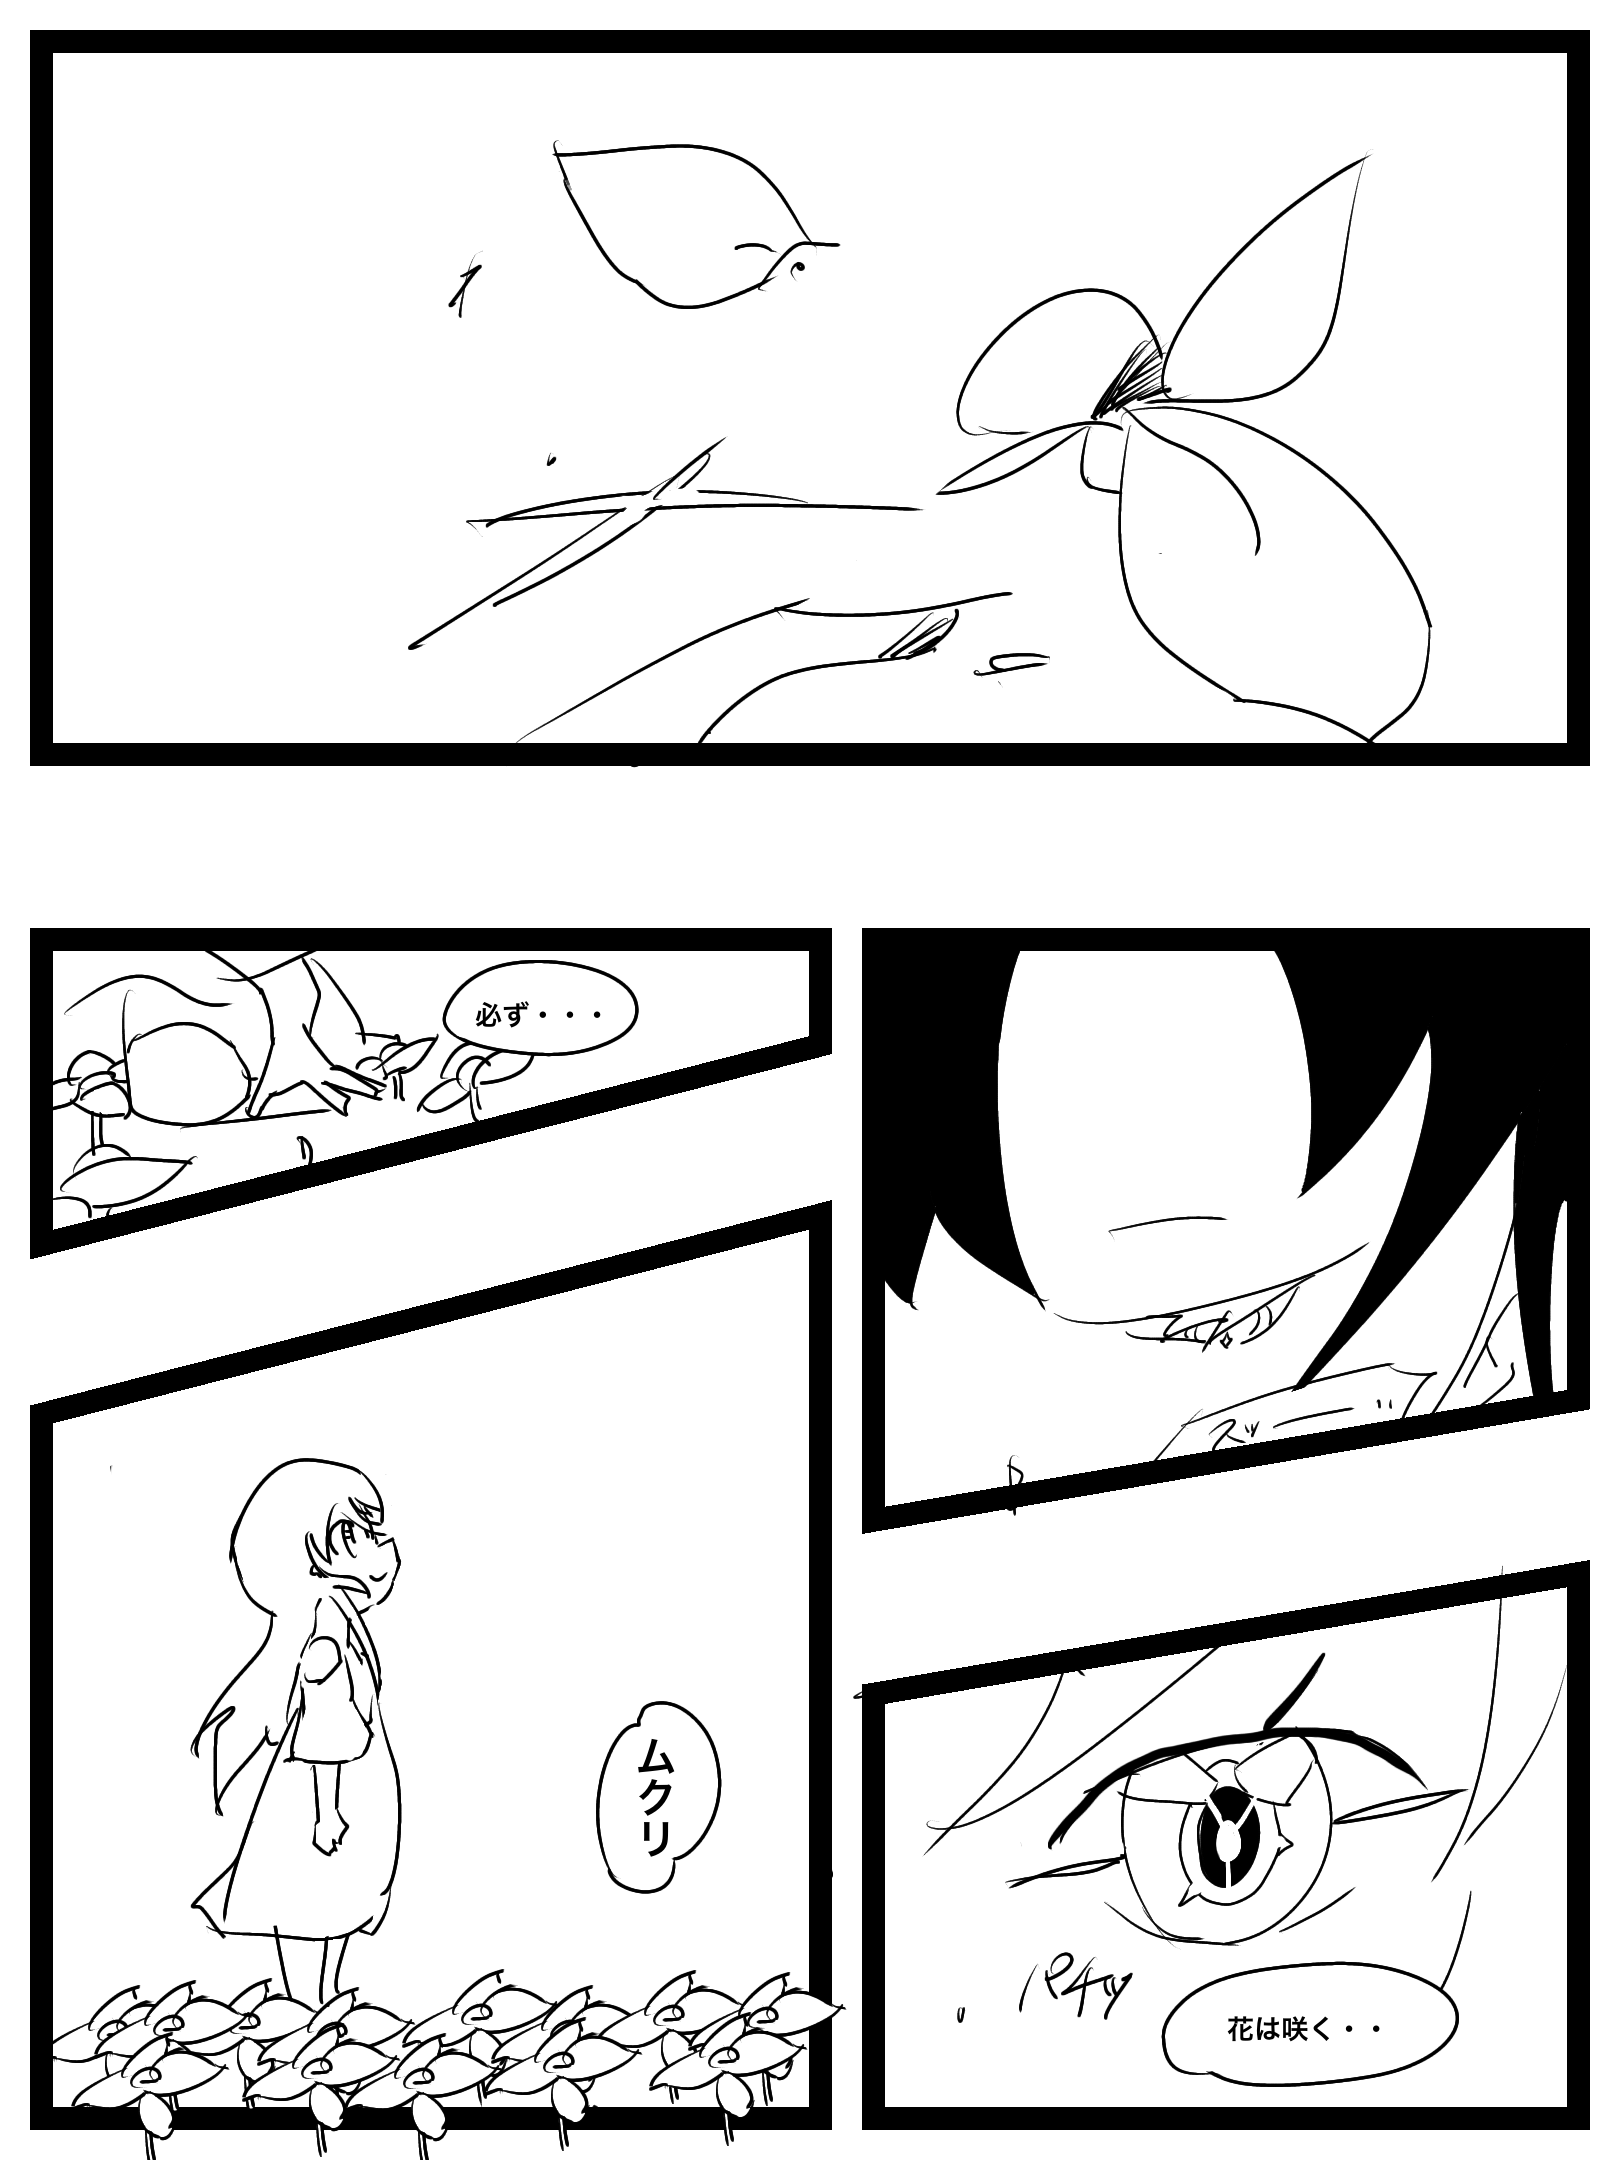 スッ
パチッ
花は咲く・・
必ず・・・
ムクリ